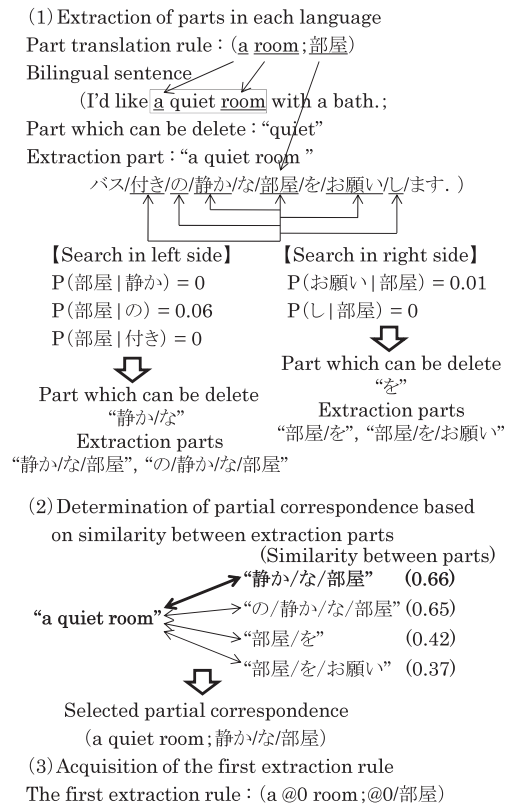 (1) Extraction of parts in each language
Part translation rule : (a room ; 部屋)
Bilingual sentence
(I'd like a quiet room with a bath. ;
Part which can be delete : “quiet”
Extraction part : “a quiet room ”
バス/付き/の/静か/な/部屋/を/お願い/し/ます. )
【Search in left side】
P(部屋 | 静か) = 0
P(部屋 | の) = 0.06
P(部屋 | 付き) = 0
Part which can be delete
“静か/な”
Extraction parts
“静か/な/部屋”, “の/静か/な/部屋”
【Search in right side】
P(お願い | 部屋) = 0.01
P(し | 部屋) = 0
Part which can be delete
“を”
Extraction parts
“部屋/を”, “部屋/を/お願い”
(2) Determination of partial correspondence based
on similarity between extraction parts
(Similarity between parts)
“a quiet room”
“静か/な/部屋” (0.66)
“の/静か/な/部屋” (0.65)
“部屋/を” (0.42)
“部屋/を/お願い” (0.37)
Selected partial correspondence
(a quiet room ; 静か/な/部屋)
(3) Acquisition of the first extraction rule
The first extraction rule : (a @0 room ; @0/部屋)